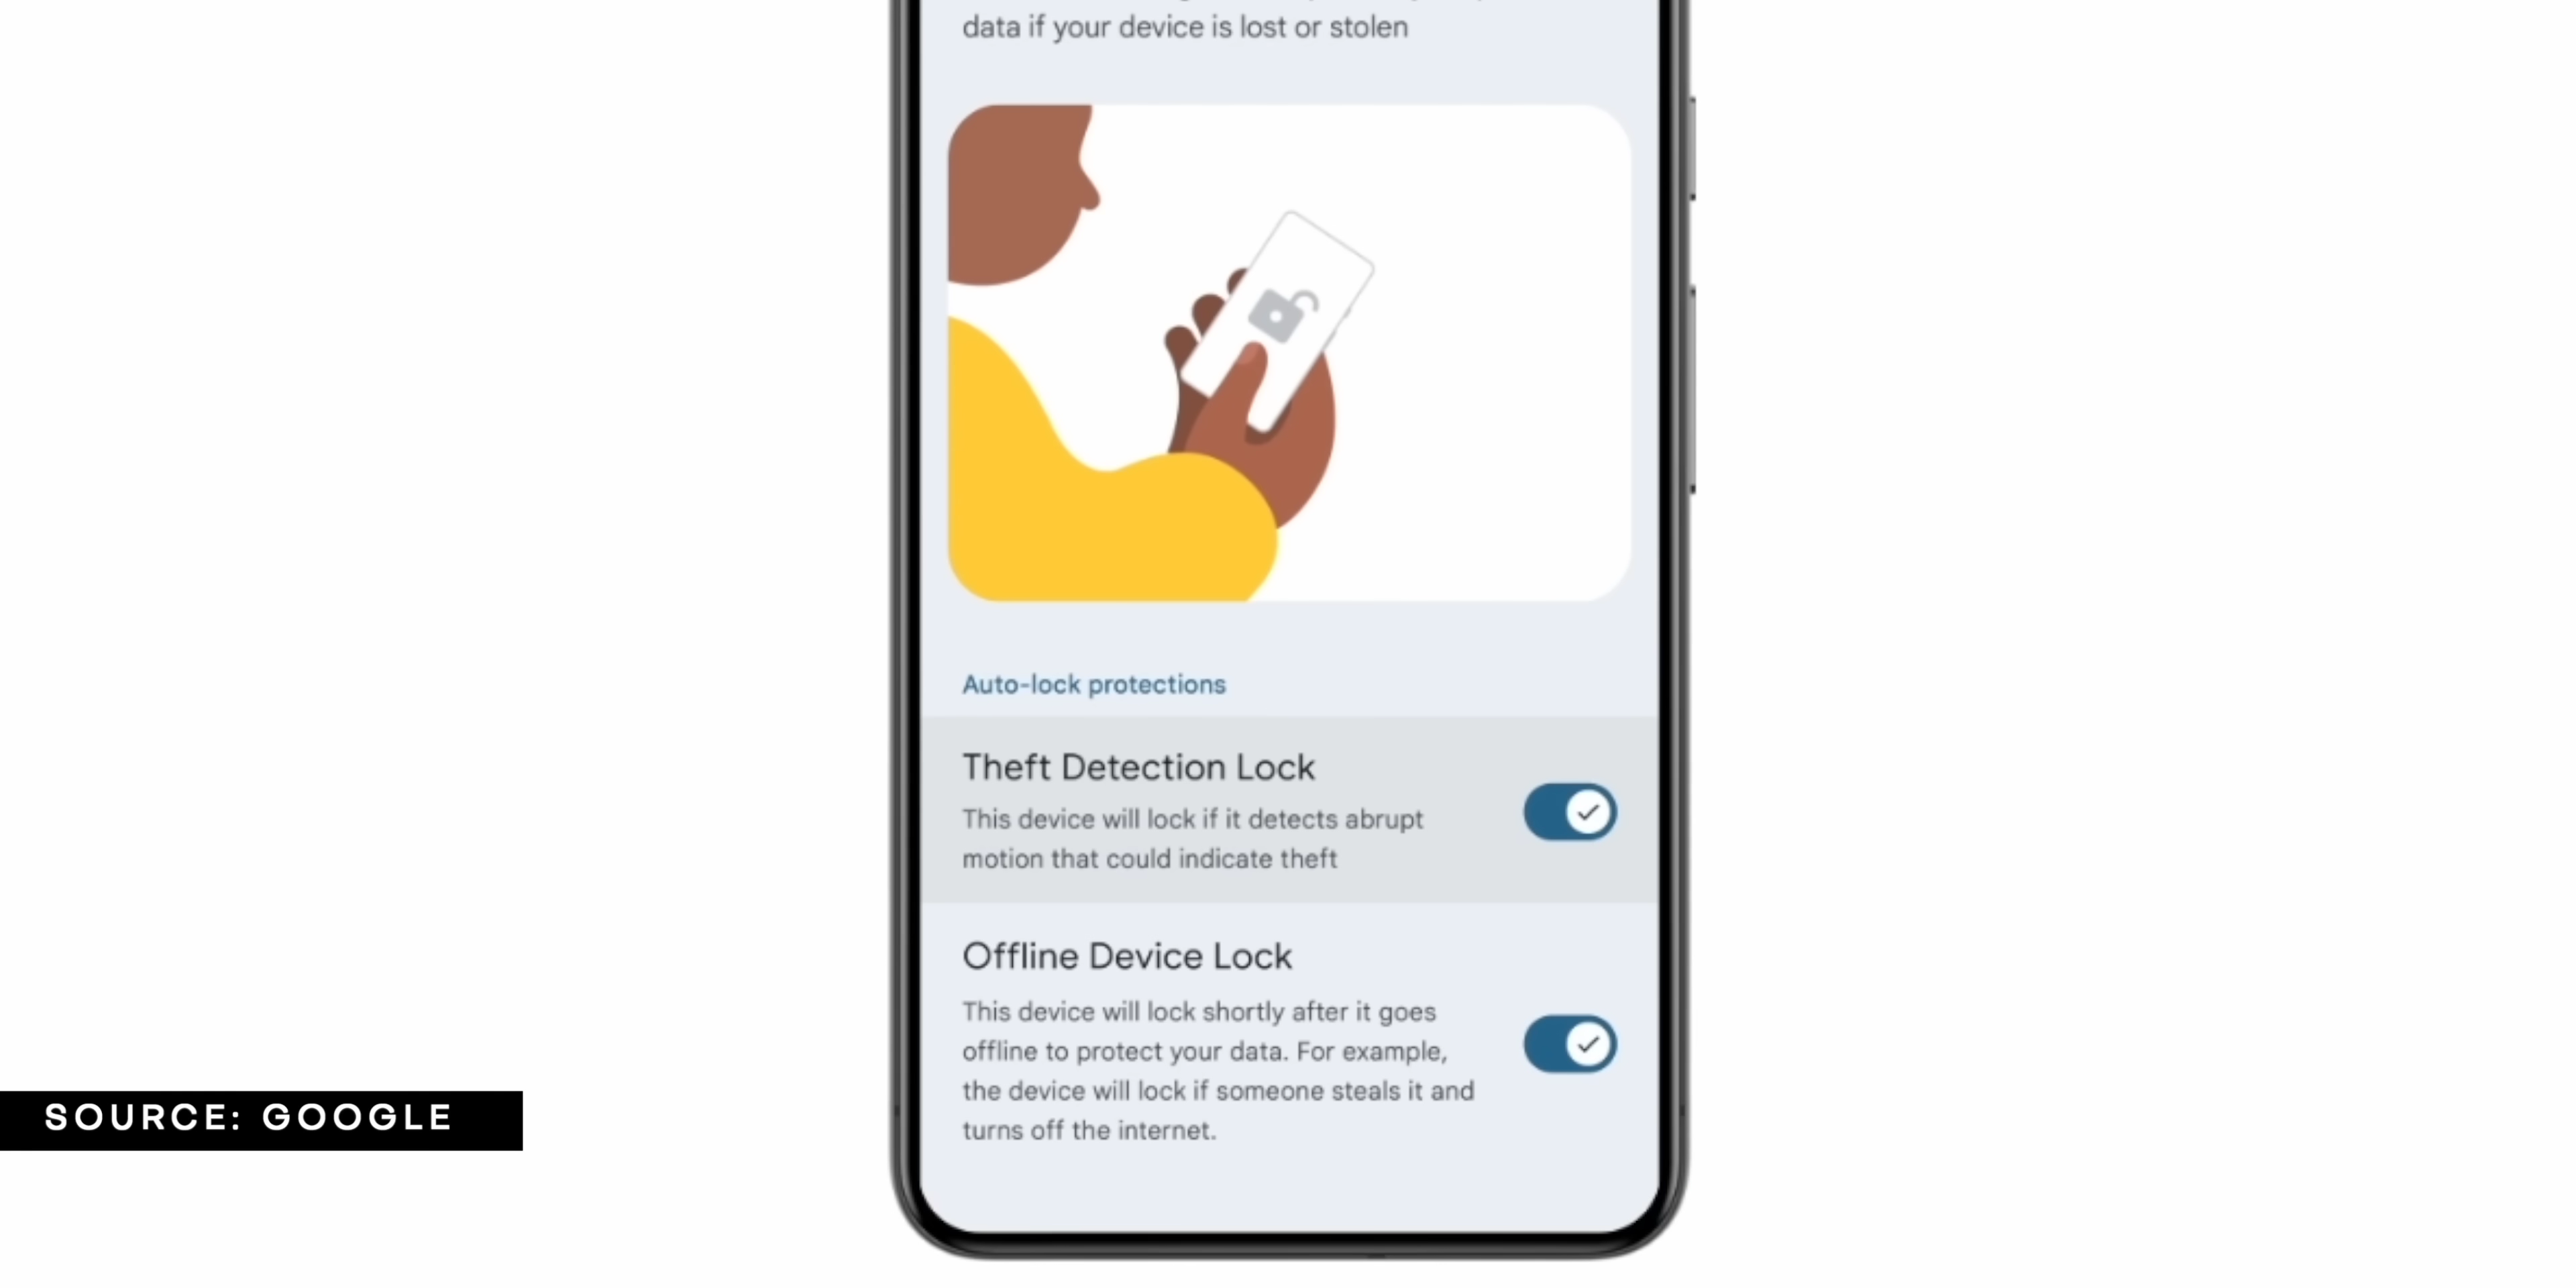 data if your device is lost or stolen
Auto-lock protections
Theft Detection Lock
This device will lock if it detects abrupt
motion that could indicate theft
Offline Device Lock
This device will lock shortly after it goes
offline to protect your data. For example,
the device will lock if someone steals it and
turns off the internet.
SOURCE: GOOGLE